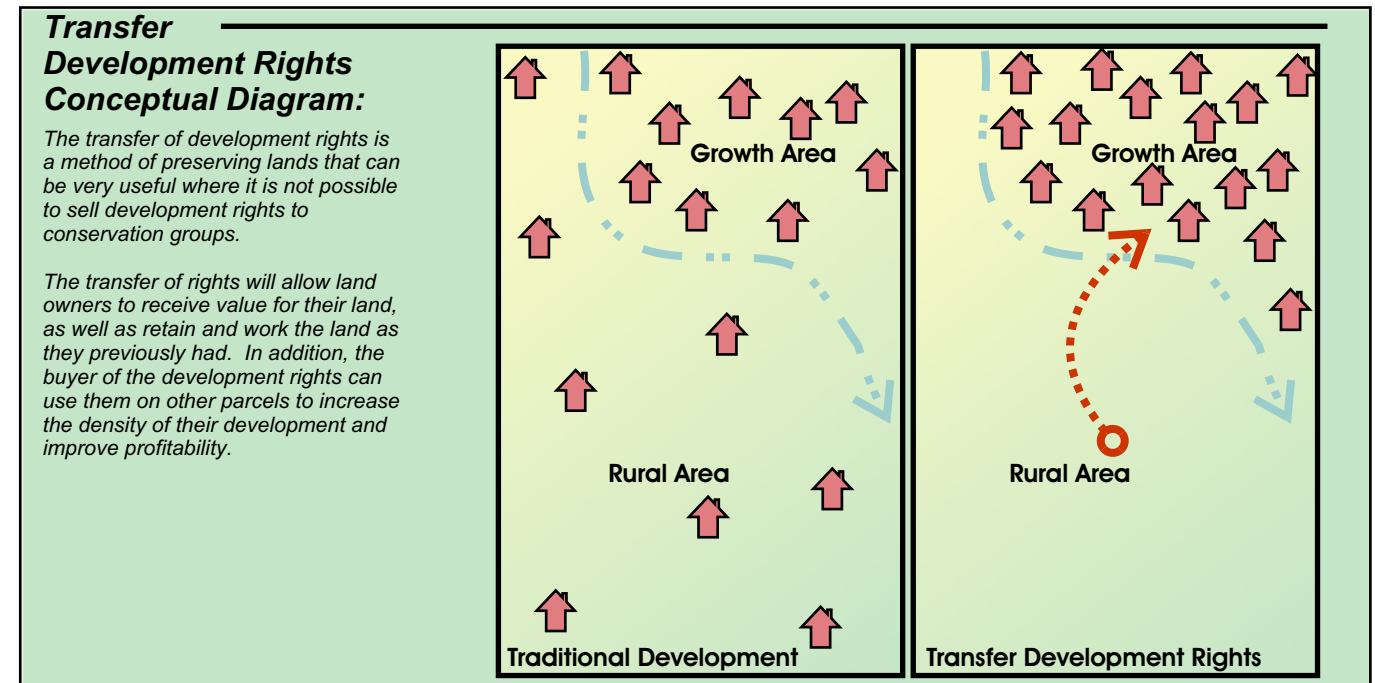 Transfer
Development Rights
Conceptual Diagram:
The transfer of development rights is
a method of preserving lands that can
be very useful where it is not possible
to sell development rights to
conservation groups.
The transfer of rights will allow land
owners to receive value for their land,
as well as retain and work the land as
they previously had. In addition, the
buyer of the development rights can
use them on other parcels to increase
the density of their development and
improve profitability.
Growth Area
Rural Area
Traditional Development
Growth Area
Rural Area
Transfer Development Rights